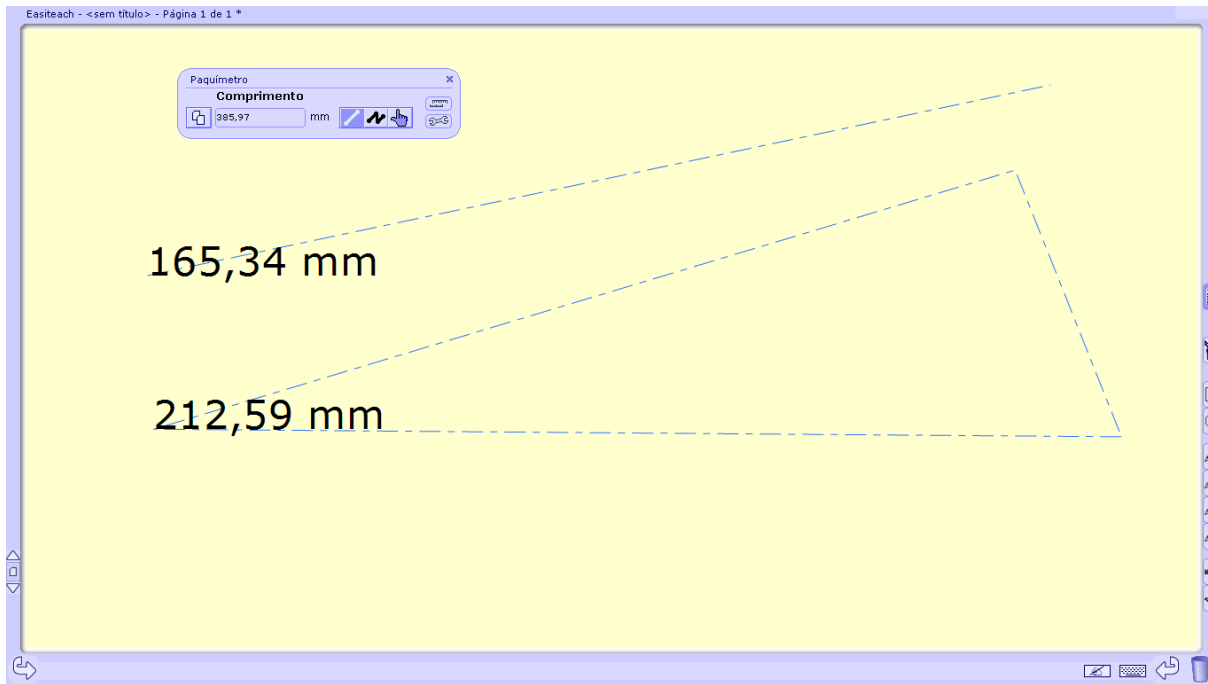 Easiteach - <sem título> - Página 1 de 1 *
Paquímetro
Comprimento
385,97 mm
165,34 mm
212,59 mm